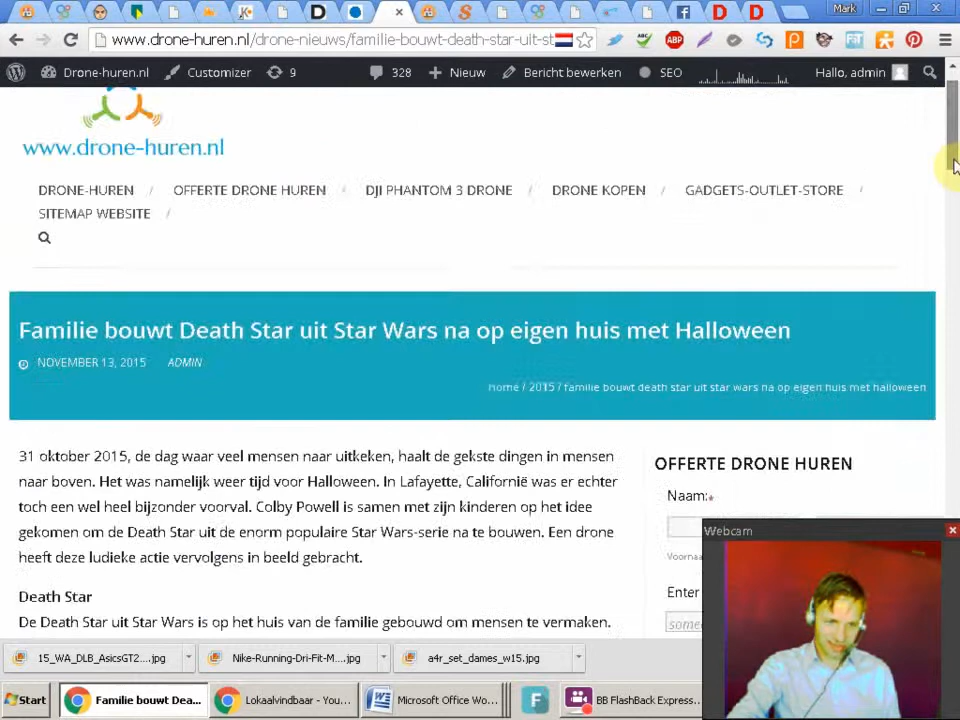 Mark
www.drone-huren.nl/drone-nieuws/familie-bouwt-death-star-uit-st
Drone-huren.nl
Customizer
9
328
Nieuw
Bericht bewerken
SEO
Hallo, admin
www.drone-huren.nl
DRONE-HUREN / OFFERTE DRONE HUREN / DJI PHANTOM 3 DRONE / DRONE KOPEN / GADGETS-OUTLET-STORE /
SITEMAP WEBSITE /
Familie bouwt Death Star uit Star Wars na op eigen huis met Halloween
NOVEMBER 13, 2015 ADMIN
Home / 2015 / familie bouwt death star uit star wars na op eigen huis met halloween
31 oktober 2015, de dag waar veel mensen naar uitkeken, haalt de gekste dingen in mensen
naar boven. Het was namelijk weer tijd voor Halloween. In Lafayette, Californië was er echter
toch een wel heel bijzonder voorval. Colby Powell is samen met zijn kinderen op het idee
gekomen om de Death Star uit de enorm populaire Star Wars-serie na te bouwen. Een drone
heeft deze ludieke actie vervolgens in beeld gebracht.
Death Star
De Death Star uit Star Wars is op het huis van de familie gebouwd om mensen te vermaken.
OFFERTE DRONE HUREN
Naam:*
Voorna
Enter
some
Webcam
15_WA_DLB_AsicsGT2....jpg
Nike-Running-Dri-Fit-M....jpg
a4r_set_dames_w15.jpg
Start
Familie bouwt Dea...
Lokaalvindbaar - You...
Microsoft Office Wo...
BB FlashBack Express...